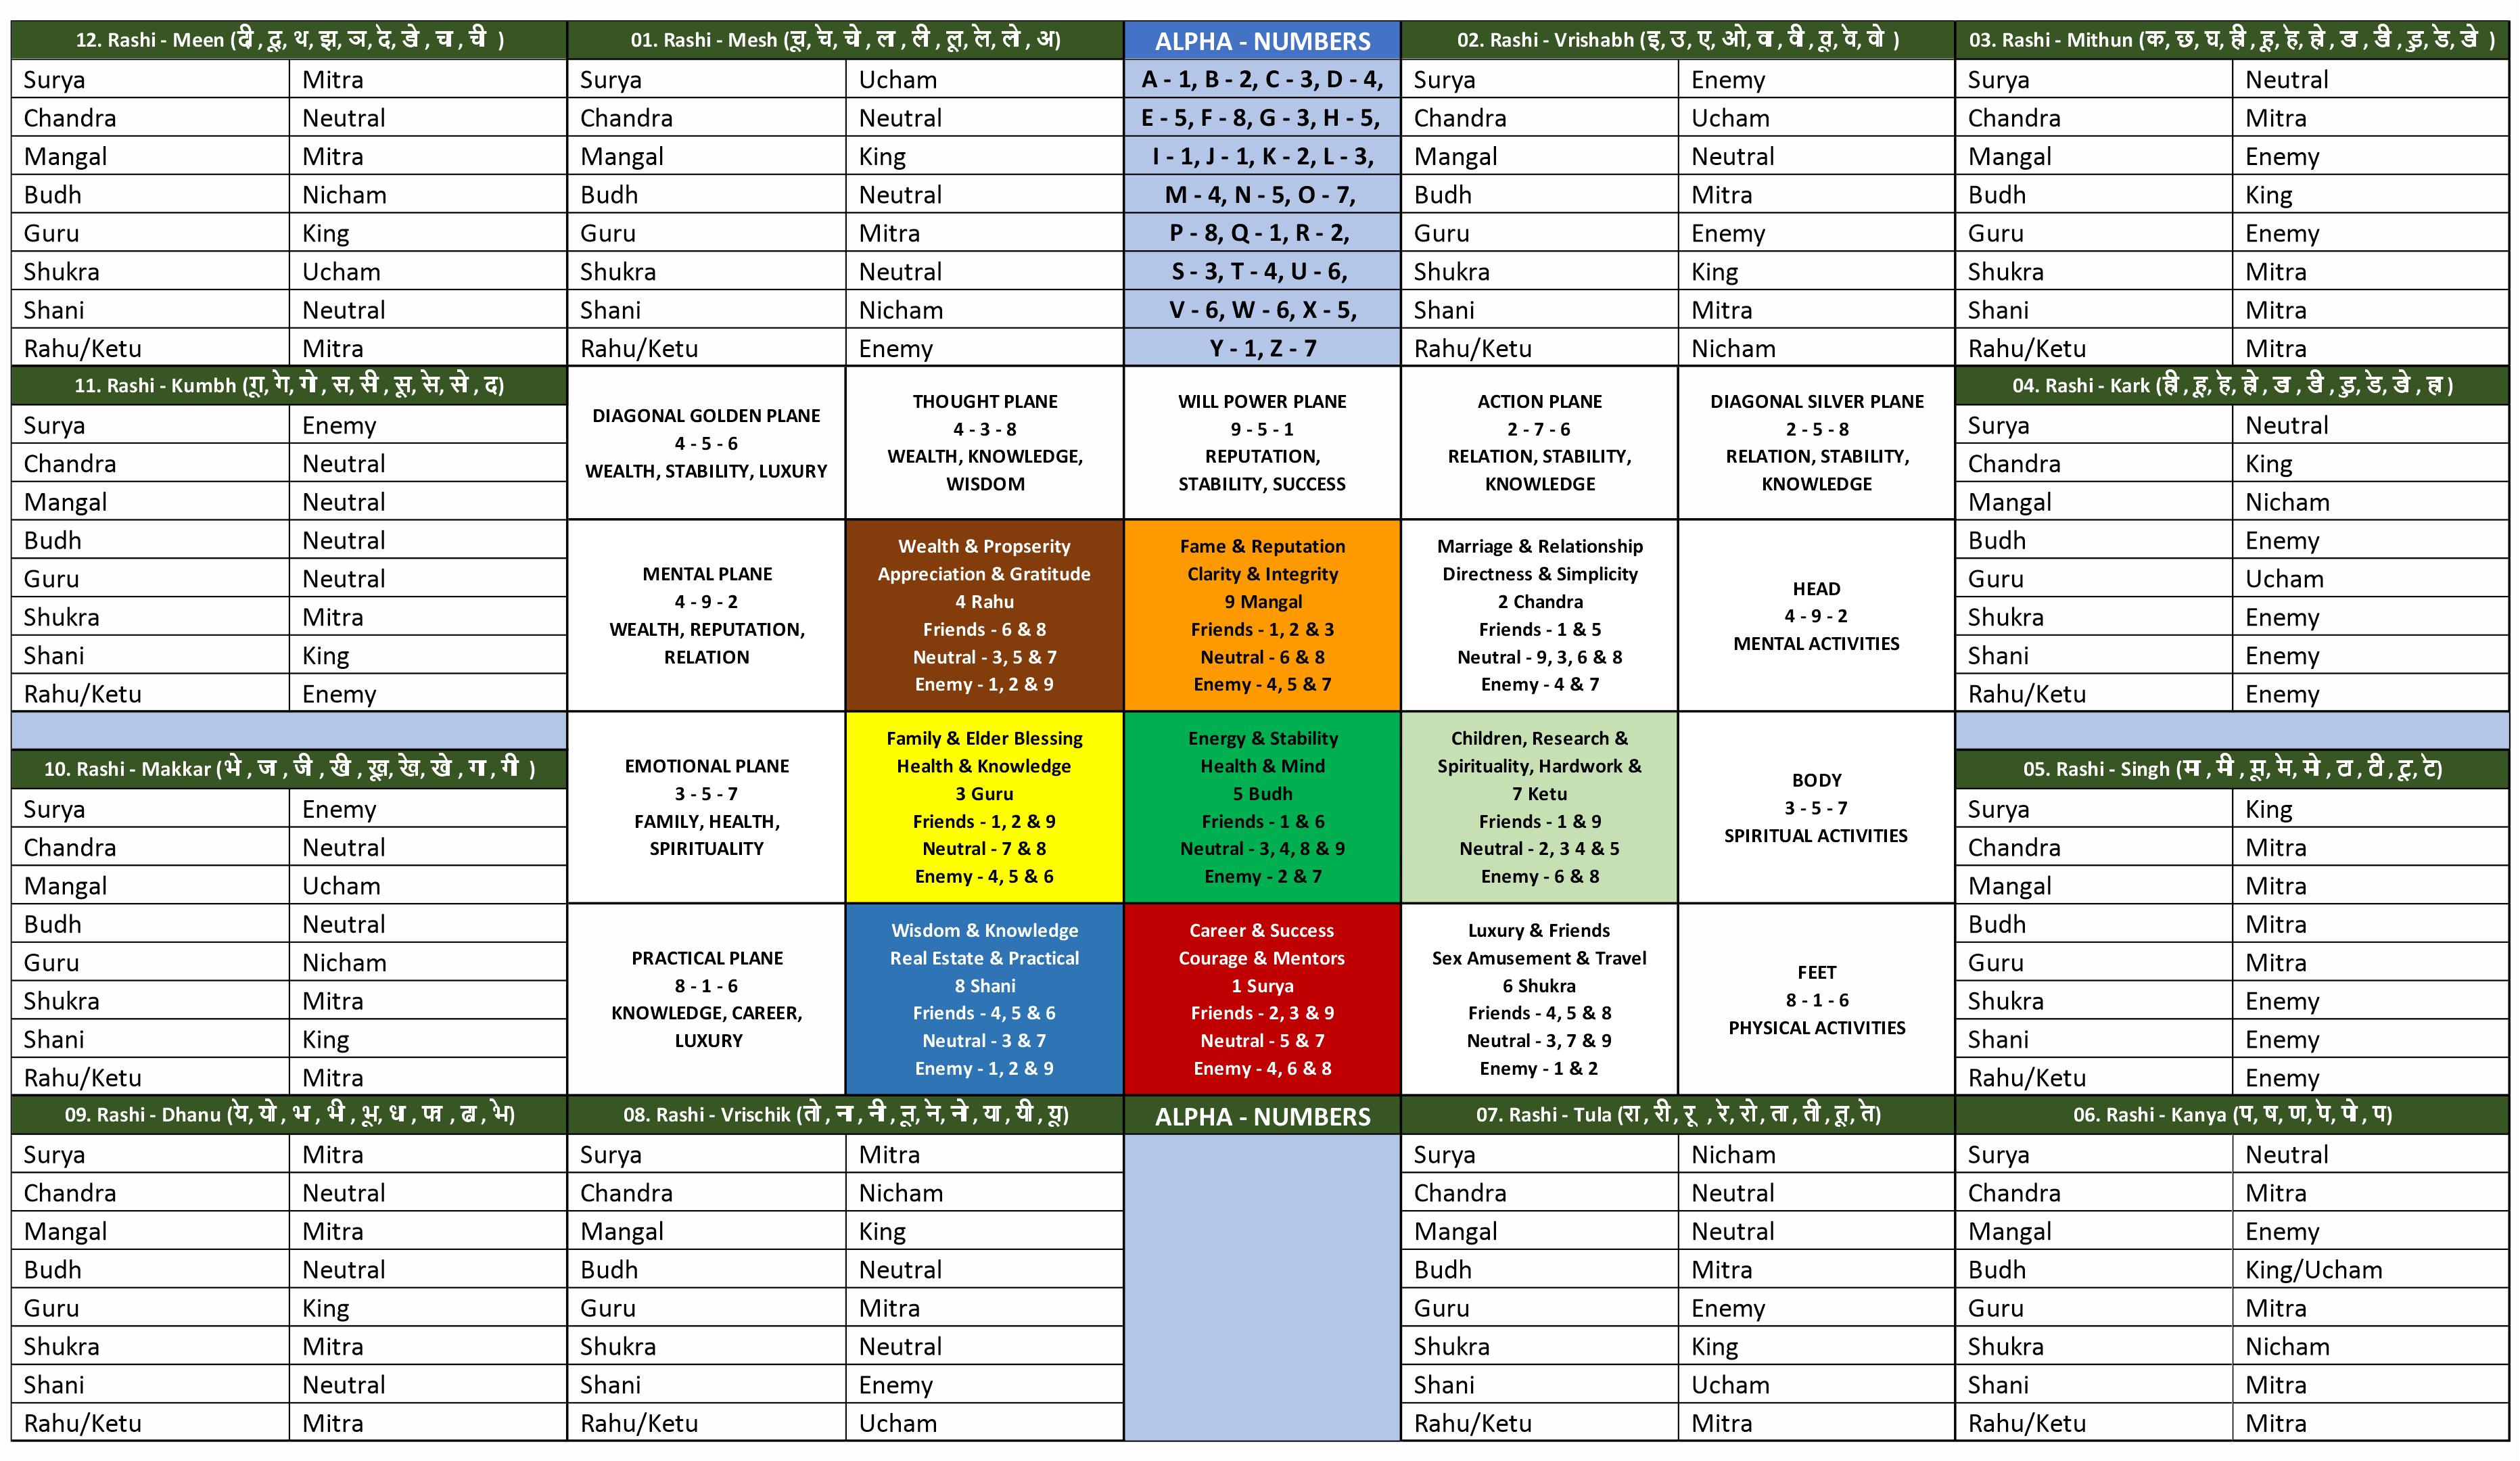 12. Rashi - Meen (दी , दू, थ, झ, ञ, दे, डो , चा , ची )
Surya Mitra
Chandra Neutral
Mangal Mitra
Budh Nicham
Guru King
Shukra Ucham
Shani Neutral
Rahu/Ketu Mitra
01. Rashi - Mesh (चू, चे, चो , ला , ली , लू, ले, लो , अ)
Surya Ucham
Chandra Neutral
Mangal King
Budh Neutral
Guru Mitra
Shukra Neutral
Shani Nicham
Rahu/Ketu Enemy
ALPHA - NUMBERS
A - 1, B - 2, C - 3, D - 4,
E - 5, F - 8, G - 3, H - 5,
I - 1, J - 1, K - 2, L - 3,
M - 4, N - 5, O - 7,
P - 8, Q - 1, R - 2,
S - 3, T - 4, U - 6,
V - 6, W - 6, X - 5,
Y - 1, Z - 7
02. Rashi - Vrishabh (इ, उ, ए, ओ, वा , वी , वू, वे, वो )
Surya Enemy
Chandra Ucham
Mangal Neutral
Budh Mitra
Guru Enemy
Shukra King
Shani Mitra
Rahu/Ketu Nicham
03. Rashi - Mithun (क, छ, घ, ही , हू, हे, हो , डा , डी , डु, डे, डो )
Surya Neutral
Chandra Mitra
Mangal Enemy
Budh King
Guru Enemy
Shukra Mitra
Shani Mitra
Rahu/Ketu Mitra
11. Rashi - Kumbh (गू, गे, गो , स, सी , सू, से, सो , द)
Surya Enemy
Chandra Neutral
Mangal Neutral
Budh Neutral
Guru Neutral
Shukra Mitra
Shani King
Rahu/Ketu Enemy
DIAGONAL GOLDEN PLANE
4 - 5 - 6
WEALTH, STABILITY, LUXURY
THOUGHT PLANE
4 - 3 - 8
WEALTH, KNOWLEDGE,
WISDOM
WILL POWER PLANE
9 - 5 - 1
REPUTATION,
STABILITY, SUCCESS
ACTION PLANE
2 - 7 - 6
RELATION, STABILITY,
KNOWLEDGE
DIAGONAL SILVER PLANE
2 - 5 - 8
RELATION, STABILITY,
KNOWLEDGE
04. Rashi - Kark (ही , हू, हे, हो , डा , डी , डु, डे, डो , हा )
Surya Neutral
Chandra King
Mangal Nicham
Budh Enemy
Guru Ucham
Shukra Enemy
Shani Enemy
Rahu/Ketu Enemy
MENTAL PLANE
4 - 9 - 2
WEALTH, REPUTATION,
RELATION
Wealth & Propserity
Appreciation & Gratitude
4 Rahu
Friends - 6 & 8
Neutral - 3, 5 & 7
Enemy - 1, 2 & 9
Fame & Reputation
Clarity & Integrity
9 Mangal
Friends - 1, 2 & 3
Neutral - 6 & 8
Enemy - 4, 5 & 7
Marriage & Relationship
Directness & Simplicity
2 Chandra
Friends - 1 & 5
Neutral - 9, 3, 6 & 8
Enemy - 4 & 7
HEAD
4 - 9 - 2
MENTAL ACTIVITIES
10. Rashi - Makkar (भे , जा , जी , खी , खू, खे, खो , गा , गी )
Surya Enemy
Chandra Neutral
Mangal Ucham
Budh Neutral
Guru Nicham
Shukra Mitra
Shani King
Rahu/Ketu Mitra
EMOTIONAL PLANE
3 - 5 - 7
FAMILY, HEALTH,
SPIRITUALITY
Family & Elder Blessing
Health & Knowledge
3 Guru
Friends - 1, 2 & 9
Neutral - 7 & 8
Enemy - 4, 5 & 6
Energy & Stability
Health & Mind
5 Budh
Friends - 1 & 6
Neutral - 3, 4, 8 & 9
Enemy - 2 & 7
Children, Research &
Spirituality, Hardwork &
7 Ketu
Friends - 1 & 9
Neutral - 2, 3 4 & 5
Enemy - 6 & 8
BODY
3 - 5 - 7
SPIRITUAL ACTIVITIES
05. Rashi - Singh (मा , मी , मू, मे, मो , टा , टी , टू, टे)
Surya King
Chandra Mitra
Mangal Mitra
Budh Mitra
Guru Mitra
Shukra Enemy
Shani Enemy
Rahu/Ketu Enemy
PRACTICAL PLANE
8 - 1 - 6
KNOWLEDGE, CAREER,
LUXURY
Wisdom & Knowledge
Real Estate & Practical
8 Shani
Friends - 4, 5 & 6
Neutral - 3 & 7
Enemy - 1, 2 & 9
Career & Success
Courage & Mentors
1 Surya
Friends - 2, 3 & 9
Neutral - 5 & 7
Enemy - 4, 6 & 8
Luxury & Friends
Sex Amusement & Travel
6 Shukra
Friends - 4, 5 & 8
Neutral - 3, 7 & 9
Enemy - 1 & 2
FEET
8 - 1 - 6
PHYSICAL ACTIVITIES
09. Rashi - Dhanu (ये, यो , भा , भी , भू, धा , फा , ढा , भे)
Surya Mitra
Chandra Neutral
Mangal Mitra
Budh Neutral
Guru King
Shukra Mitra
Shani Neutral
Rahu/Ketu Mitra
08. Rashi - Vrischik (तो , ना , नी , नू, ने, नो , या , यी , यू)
Surya Mitra
Chandra Nicham
Mangal King
Budh Neutral
Guru Mitra
Shukra Neutral
Shani Enemy
Rahu/Ketu Ucham
ALPHA - NUMBERS
07. Rashi - Tula (रा , री , रू , रे, रो , ता , ती , तू, ते)
Surya Nicham
Chandra Neutral
Mangal Neutral
Budh Mitra
Guru Enemy
Shukra King
Shani Ucham
Rahu/Ketu Mitra
06. Rashi - Kanya (प, ष, ण, पे, पो , प)
Surya Neutral
Chandra Mitra
Mangal Enemy
Budh King/Ucham
Guru Mitra
Shukra Nicham
Shani Mitra
Rahu/Ketu Mitra